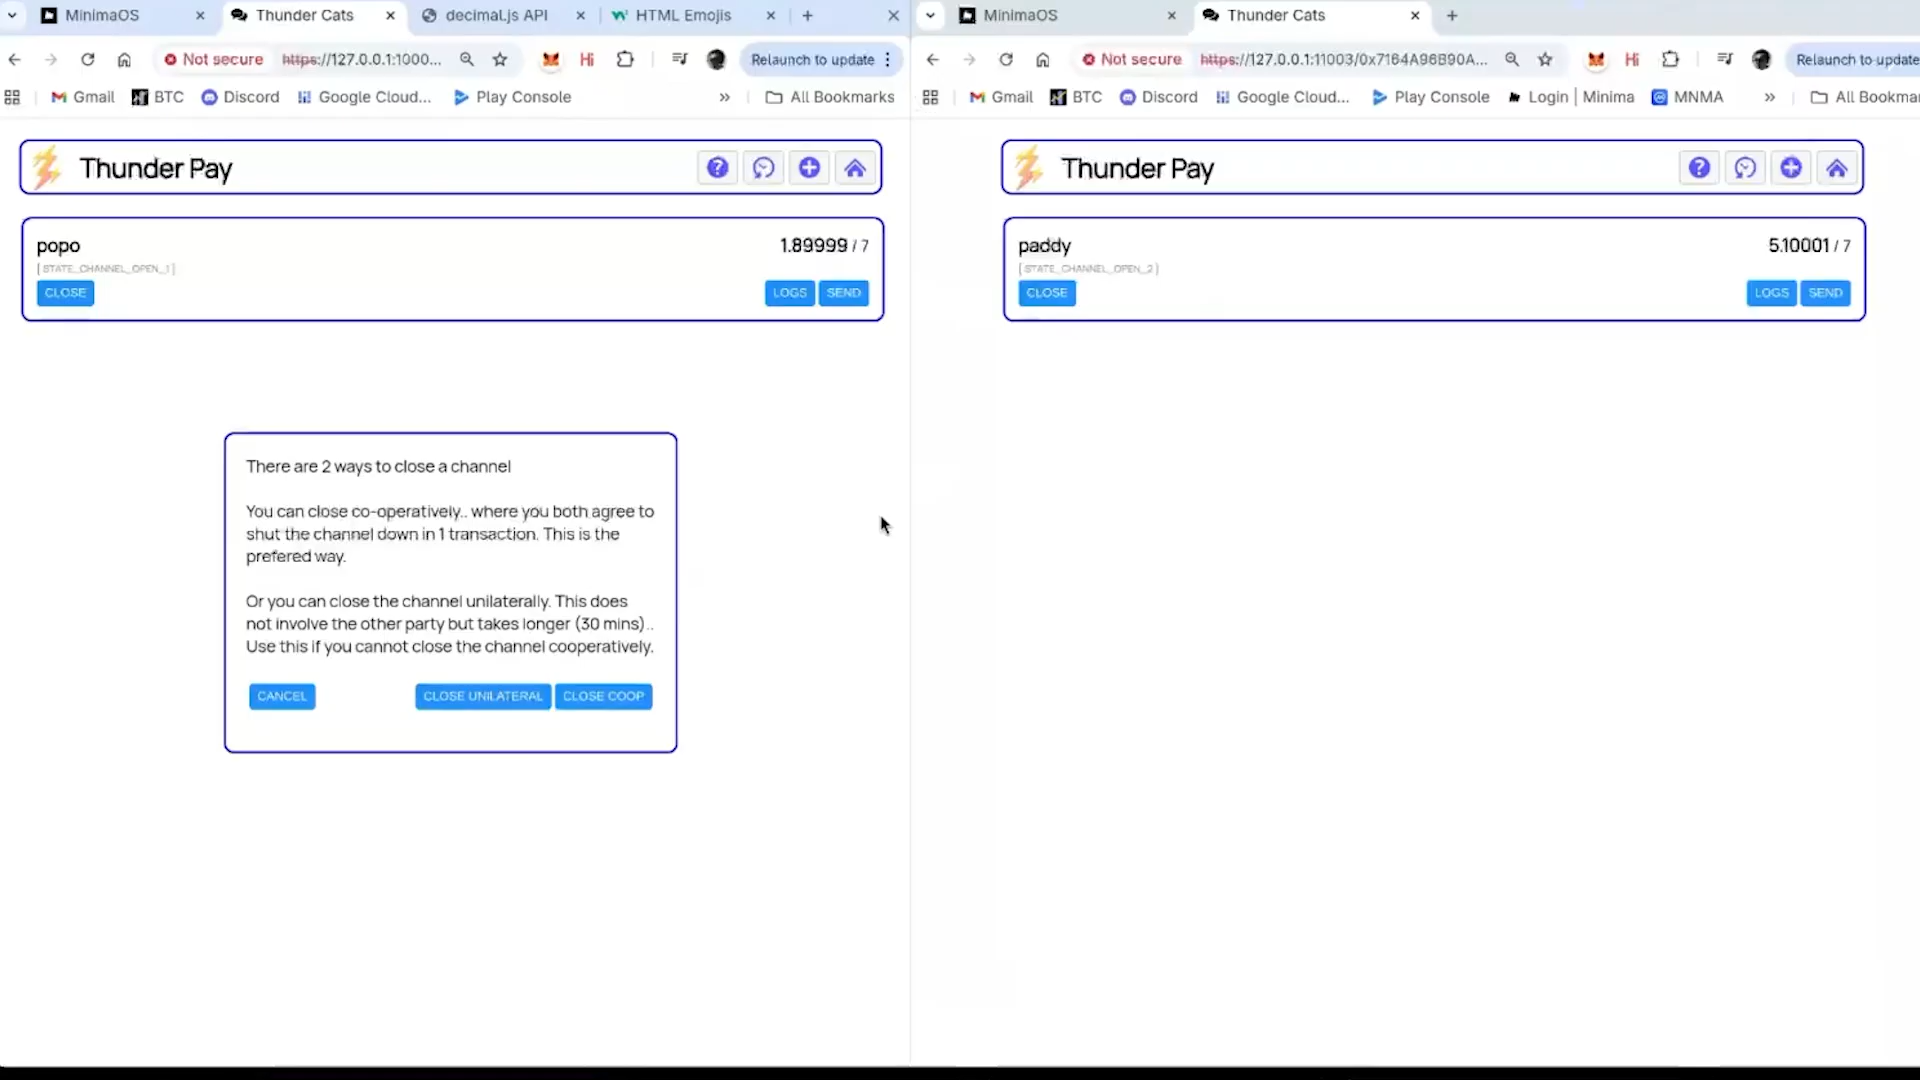 MinimaOS
Thunder Cats
decimal.js API
HTML Emojis
Not secure
https://127.0.0.1:1000...
Hi
Relaunch to update
Gmail
BTC
Discord
Google Cloud...
Play Console
»
All Bookmarks
Thunder Pay
popo
1.89999 / 7
[ STATE_CHANNEL_OPEN_1 ]
CLOSE
LOGS
SEND
There are 2 ways to close a channel
You can close co-operatively.. where you both agree to
shut the channel down in 1 transaction. This is the
prefered way.
Or you can close the channel unilaterally. This does
not involve the other party but takes longer (30 mins)..
Use this if you cannot close the channel cooperatively.
CANCEL
CLOSE UNILATERAL
CLOSE COOP
MinimaOS
Thunder Cats
Not secure
https://127.0.0.1:11003/0x7164A96B90A...
Hi
Relaunch to update
Gmail
BTC
Discord
Google Cloud...
Play Console
Login | Minima
MNMA
»
All Bookmar
Thunder Pay
paddy
5.10001 / 7
[ STATE_CHANNEL_OPEN_2 ]
CLOSE
LOGS
SEND